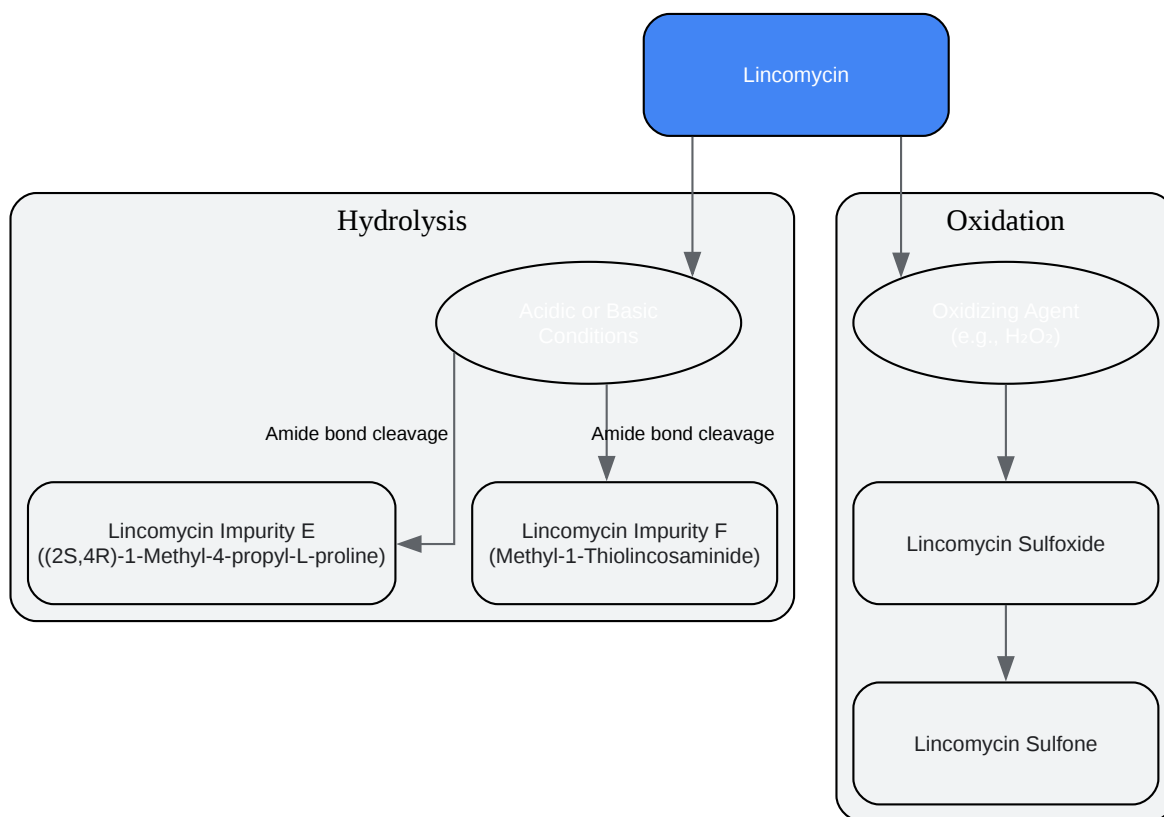 Lincomycin
Hydrolysis
Oxidation
Acidic or Basic
Conditions
Oxidizing Agent
(e.g., H₂O₂)
Amide bond cleavage
Amide bond cleavage
Lincomycin Impurity E
((2S,4R)-1-Methyl-4-propyl-L-proline)
Lincomycin Impurity F
(Methyl-1-Thiolincosaminide)
Lincomycin Sulfoxide
Lincomycin Sulfone